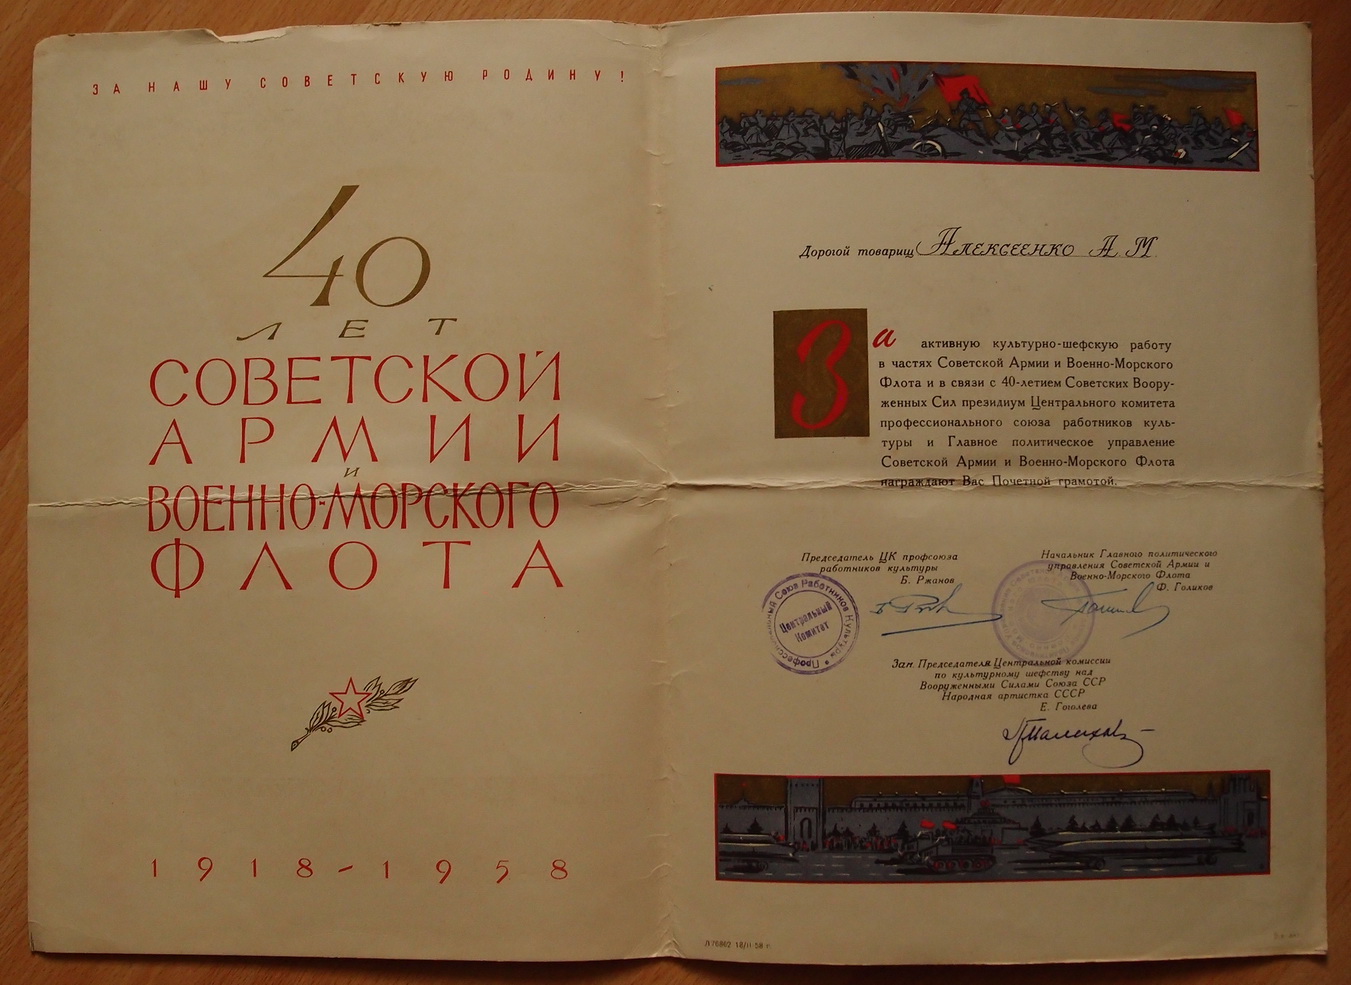 ЗА НАШУ СОВЕТСКУЮ РОДИНУ!
40
ЛЕТ
СОВЕТСКОЙ
АРМИИ
И
ВОЕННО-МОРСКОГО
ФЛОТА
1918-1958
Дорогой товарищ Алексеенко А. М.
За активную культурно-шефскую работу
в частях Советской Армии и Военно-Морского
Флота и в связи с 40-летием Советских Воору-
женных Сил президиум Центрального комитета
профессионального союза работников куль-
туры и Главное политическое управление
Советской Армии и Военно-Морского Флота
награждают Вас Почетной грамотой.
Председатель ЦК профсоюза
работников культуры
Б. Ржанов
Профессиональный Союз Работников Культуры
Центральный
Комитет
Начальник Главного политического
управления Советской Армии и
Военно-Морского Флота
Ф. Голиков
Зам. Председателя Центральной комиссии
по культурному шефству над
Вооруженными Силами Союза ССР
Народная артистка СССР
Е. Гоголева
Л76862 18/II-58 г.